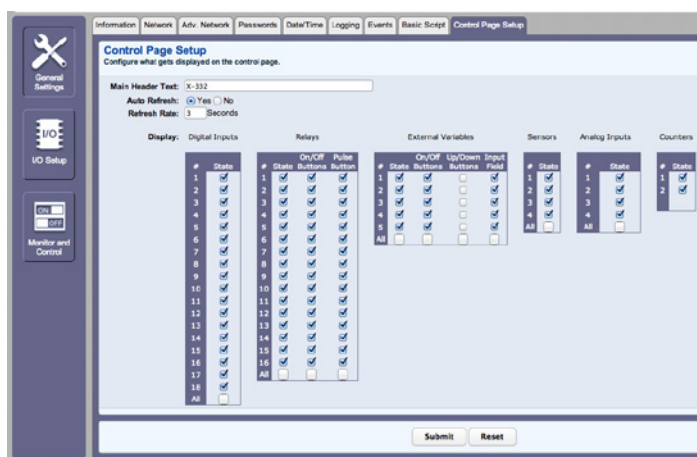 Information Network Adv. Network Passwords Date/Time Logging Events Basic Script Control Page Setup
General Settings
I/O
I/O Setup
ON
OFF
Monitor and Control
Control Page Setup
Configure what gets displayed on the control page.
Main Header Text: X-332
Auto Refresh: Yes No
Refresh Rate: 3 Seconds
Display: Digital Inputs Relays External Variables Sensors Analog Inputs Counters
On/Off Pulse On/Off Up/Down Input
# State # State Buttons Button # State Buttons Buttons Field # State # State # State
1 1 1 1 1 1
2 2 2 2 2 2
3 3 3 3 3
4 4 4 4 4
5 5 5 All All
6 6 All
7 7
8 8
9 9
10 10
11 11
12 12
13 13
14 14
15 15
16 16
17 All
18
All
Submit Reset